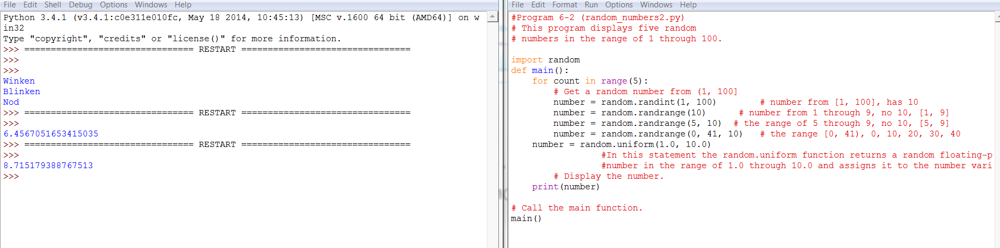 File Edit Shell Debug Options Windows Help
Python 3.4.1 (v3.4.1:c0e311e010fc, May 18 2014, 10:45:13) [MSC v.1600 64 bit (AMD64)] on w
in32
Type "copyright", "credits" or "license()" for more information.
>>> ================================ RESTART ================================
>>>
>>>
Winken
Blinken
Nod
>>> ================================ RESTART ================================
>>>
6.4567051653415035
>>> ================================ RESTART ================================
>>>
8.715179388767513
>>>
File Edit Format Run Options Windows Help
#Program 6-2 (random_numbers2.py)
# This program displays five random
# numbers in the range of 1 through 100.
import random
def main():
    for count in range(5):
        # Get a random number from (1, 100]
        number = random.randint(1, 100)        # number from [1, 100], has 10
        number = random.randrange(10)      # number from 1 through 9, no 10, [1, 9]
        number = random.randrange(5, 10)  # the range of 5 through 9, no 10, [5, 9]
        number = random.randrange(0, 41, 10)   # the range [0, 41), 0, 10, 20, 30, 40
    number = random.uniform(1.0, 10.0)
                 #In this statement the random.uniform function returns a random floating-p
                 #number in the range of 1.0 through 10.0 and assigns it to the number vari
        # Display the number.
    print(number)
# Call the main function.
main()